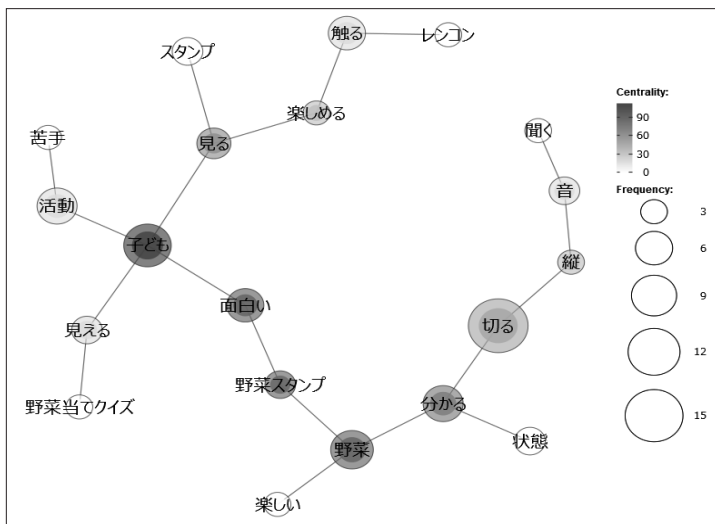 触る
レンコン
スタンプ
楽しめる
見る
聞く
苦手
音
活動
子ども
縦
面白い
切る
見える
野菜スタンプ
分かる
野菜当てクイズ
状態
野菜
楽しい
Centrality:
90
60
30
0
Frequency:
3
6
9
12
15